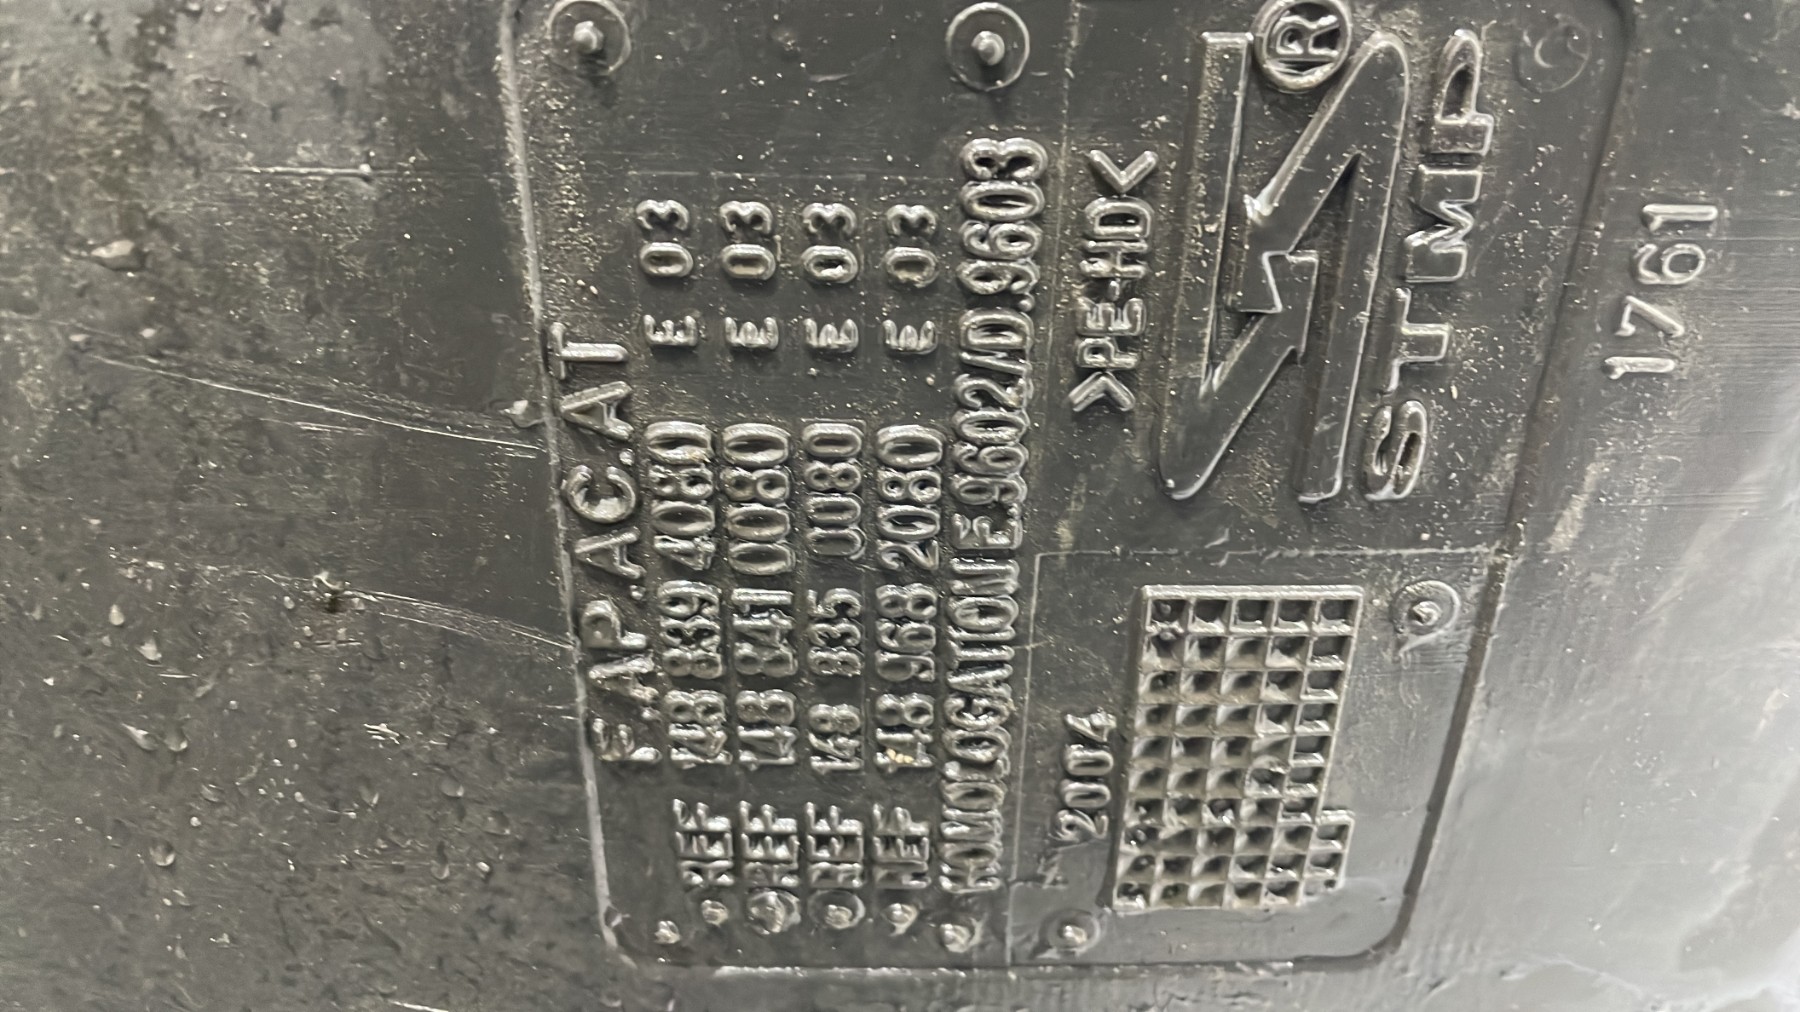 F.AP.AC.AT
REF 148 839 4080 E 03
REF 148 841 0080 E 03
REF 148 835 0080 E 03
REF 148 968 2080 E 03
HOMOLOGATION E.9602/D.9603
>PE-HD<
®
STMP
2004
1761